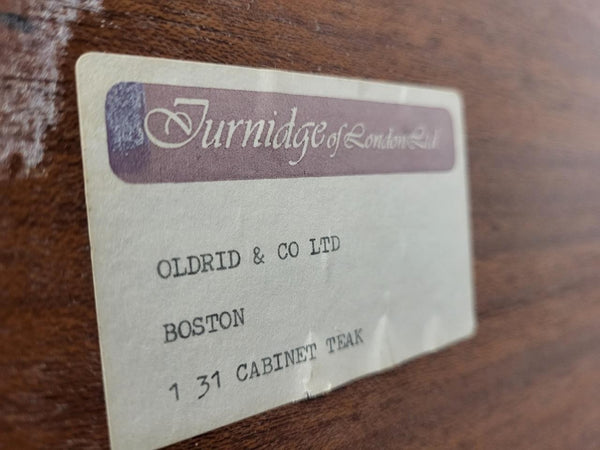 Turnidge of London Ltd.
OLDRID & CO LTD
BOSTON
1 31 CABINET TEAK